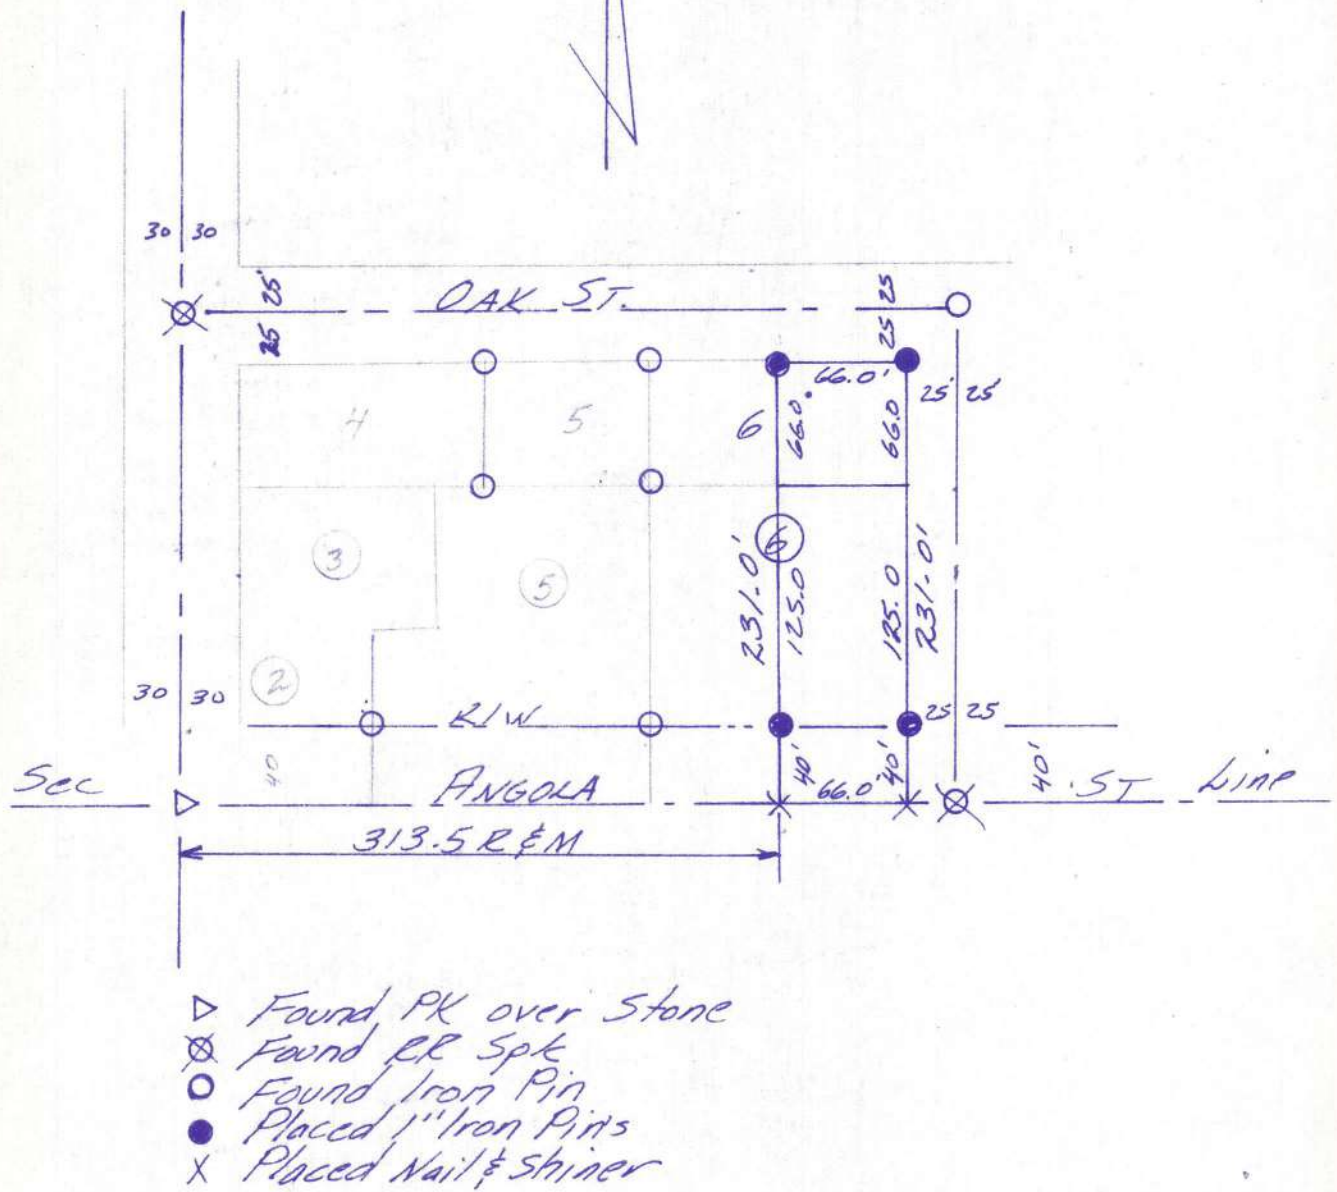 30 30
25 25'
OAK ST.
25 25
66.0'
25' 25'
4
5
6
66.0
66.0
3
5
6
231.0'
125.0
125.0
231.0'
2
30 30
R/W
25 25
40
40'
40'
40'
Sec
ANGOLA
66.0'
ST Line
313.5 R & M
Found PK over Stone
Found RR Spk
Found Iron Pin
Placed 1" Iron Pins
Placed Nail & Shiner